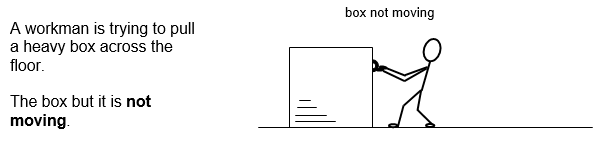 box not moving
A workman is trying to pull
a heavy box across the
floor.
The box but it is not
moving.